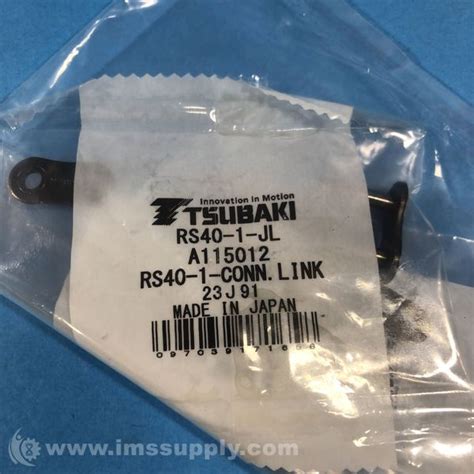 Innovation in Motion
TSUBAKI
RS40-1-JL
A115012
RS40-1-CONN.LINK
23J91
MADE IN JAPAN
www.imssupply.com